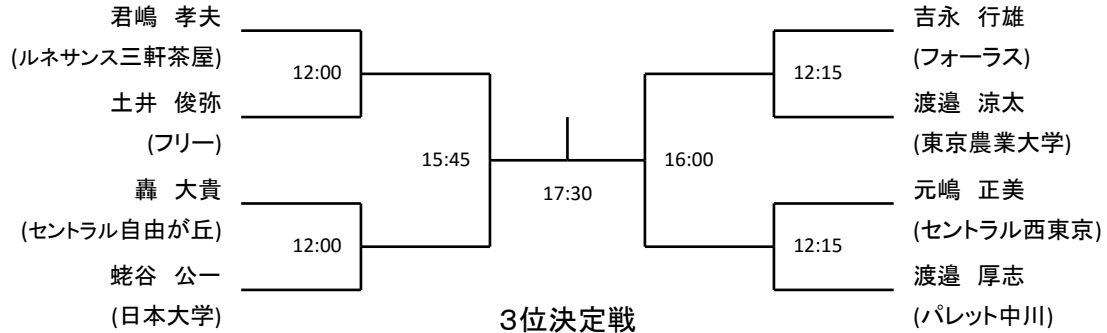 君嶋　孝夫
(ルネサンス三軒茶屋)
12:00
土井　俊弥
(フリー)
15:45
轟　大貴
(セントラル自由が丘)
12:00
蛯谷　公一
(日本大学)
17:30
吉永　行雄
(フォーラス)
12:15
渡邉　涼太
(東京農業大学)
16:00
元嶋　正美
(セントラル西東京)
12:15
渡邉　厚志
(パレット中川)
3位決定戦